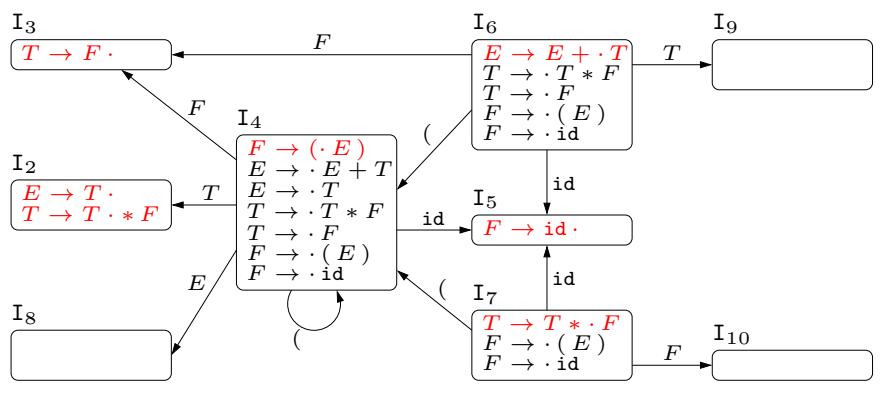 I3
T → F ·
F
F
I2
E → T ·
T → T · * F
T
I8
E
I4
F → (· E )
E → · E + T
E → · T
T → · T * F
T → · F
F → · ( E )
F → · id
(
(
id
(
I6
E → E + · T
T → · T * F
T → · F
F → · ( E )
F → · id
id
I5
F → id ·
id
I7
T → T * · F
F → · ( E )
F → · id
T
I9
F
I10